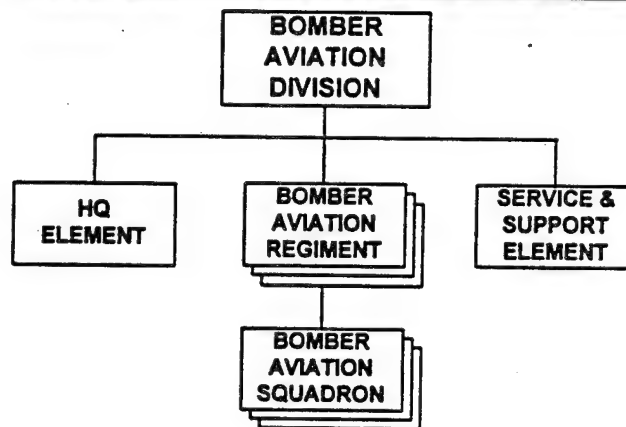 BOMBER
AVIATION
DIVISION
HQ
ELEMENT
BOMBER
AVIATION
REGIMENT
SERVICE &
SUPPORT
ELEMENT
BOMBER
AVIATION
SQUADRON